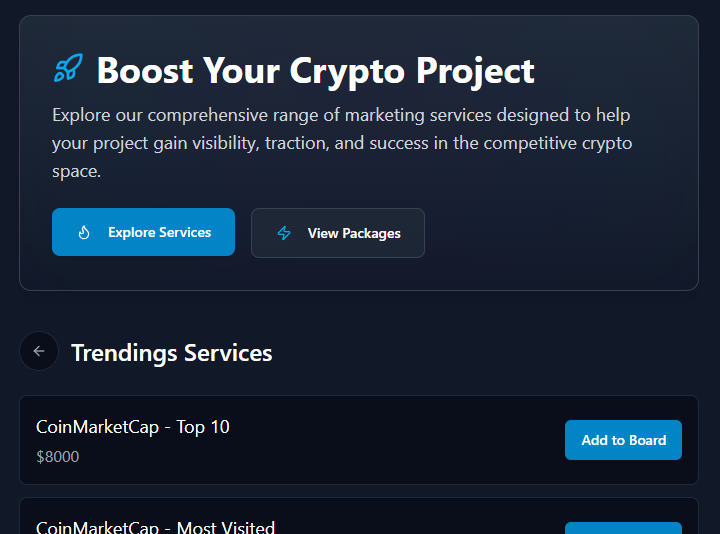 Boost Your Crypto Project
Explore our comprehensive range of marketing services designed to help
your project gain visibility, traction, and success in the competitive crypto
space.
Explore Services
View Packages
Trendings Services
CoinMarketCap - Top 10
$8000
Add to Board
CoinMarketCap - Most Visited